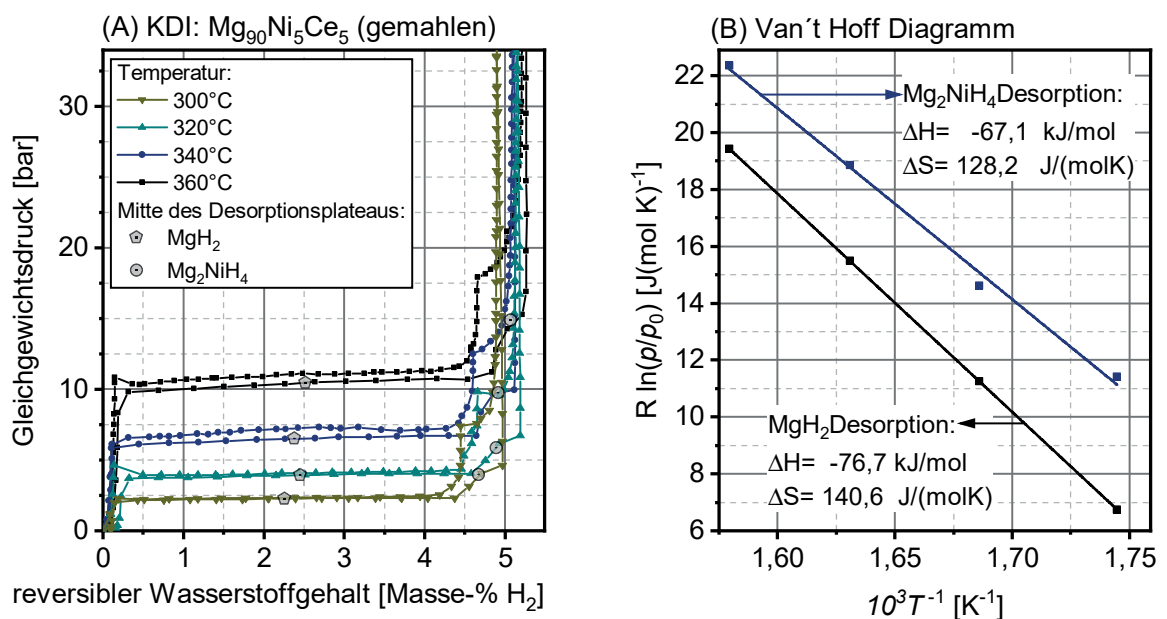 (A) KDI: Mg₉₀Ni₅Ce₅ (gemahlen)
Temperatur:
300°C
320°C
340°C
360°C
Mitte des Desorptionsplateaus:
MgH₂
Mg₂NiH₄
Gleichgewichtsdruck [bar]
30
20
10
0
0 1 2 3 4 5
reversibler Wasserstoffgehalt [Masse-% H₂]
(B) Van´t Hoff Diagramm
Mg₂NiH₄Desorption:
ΔH= -67,1 kJ/mol
ΔS= 128,2 J/(molK)
MgH₂Desorption:
ΔH= -76,7 kJ/mol
ΔS= 140,6 J/(molK)
R ln(p/p₀) [J(mol K)⁻¹]
22
20
18
16
14
12
10
8
6
1,60 1,65 1,70 1,75
10³T⁻¹ [K⁻¹]